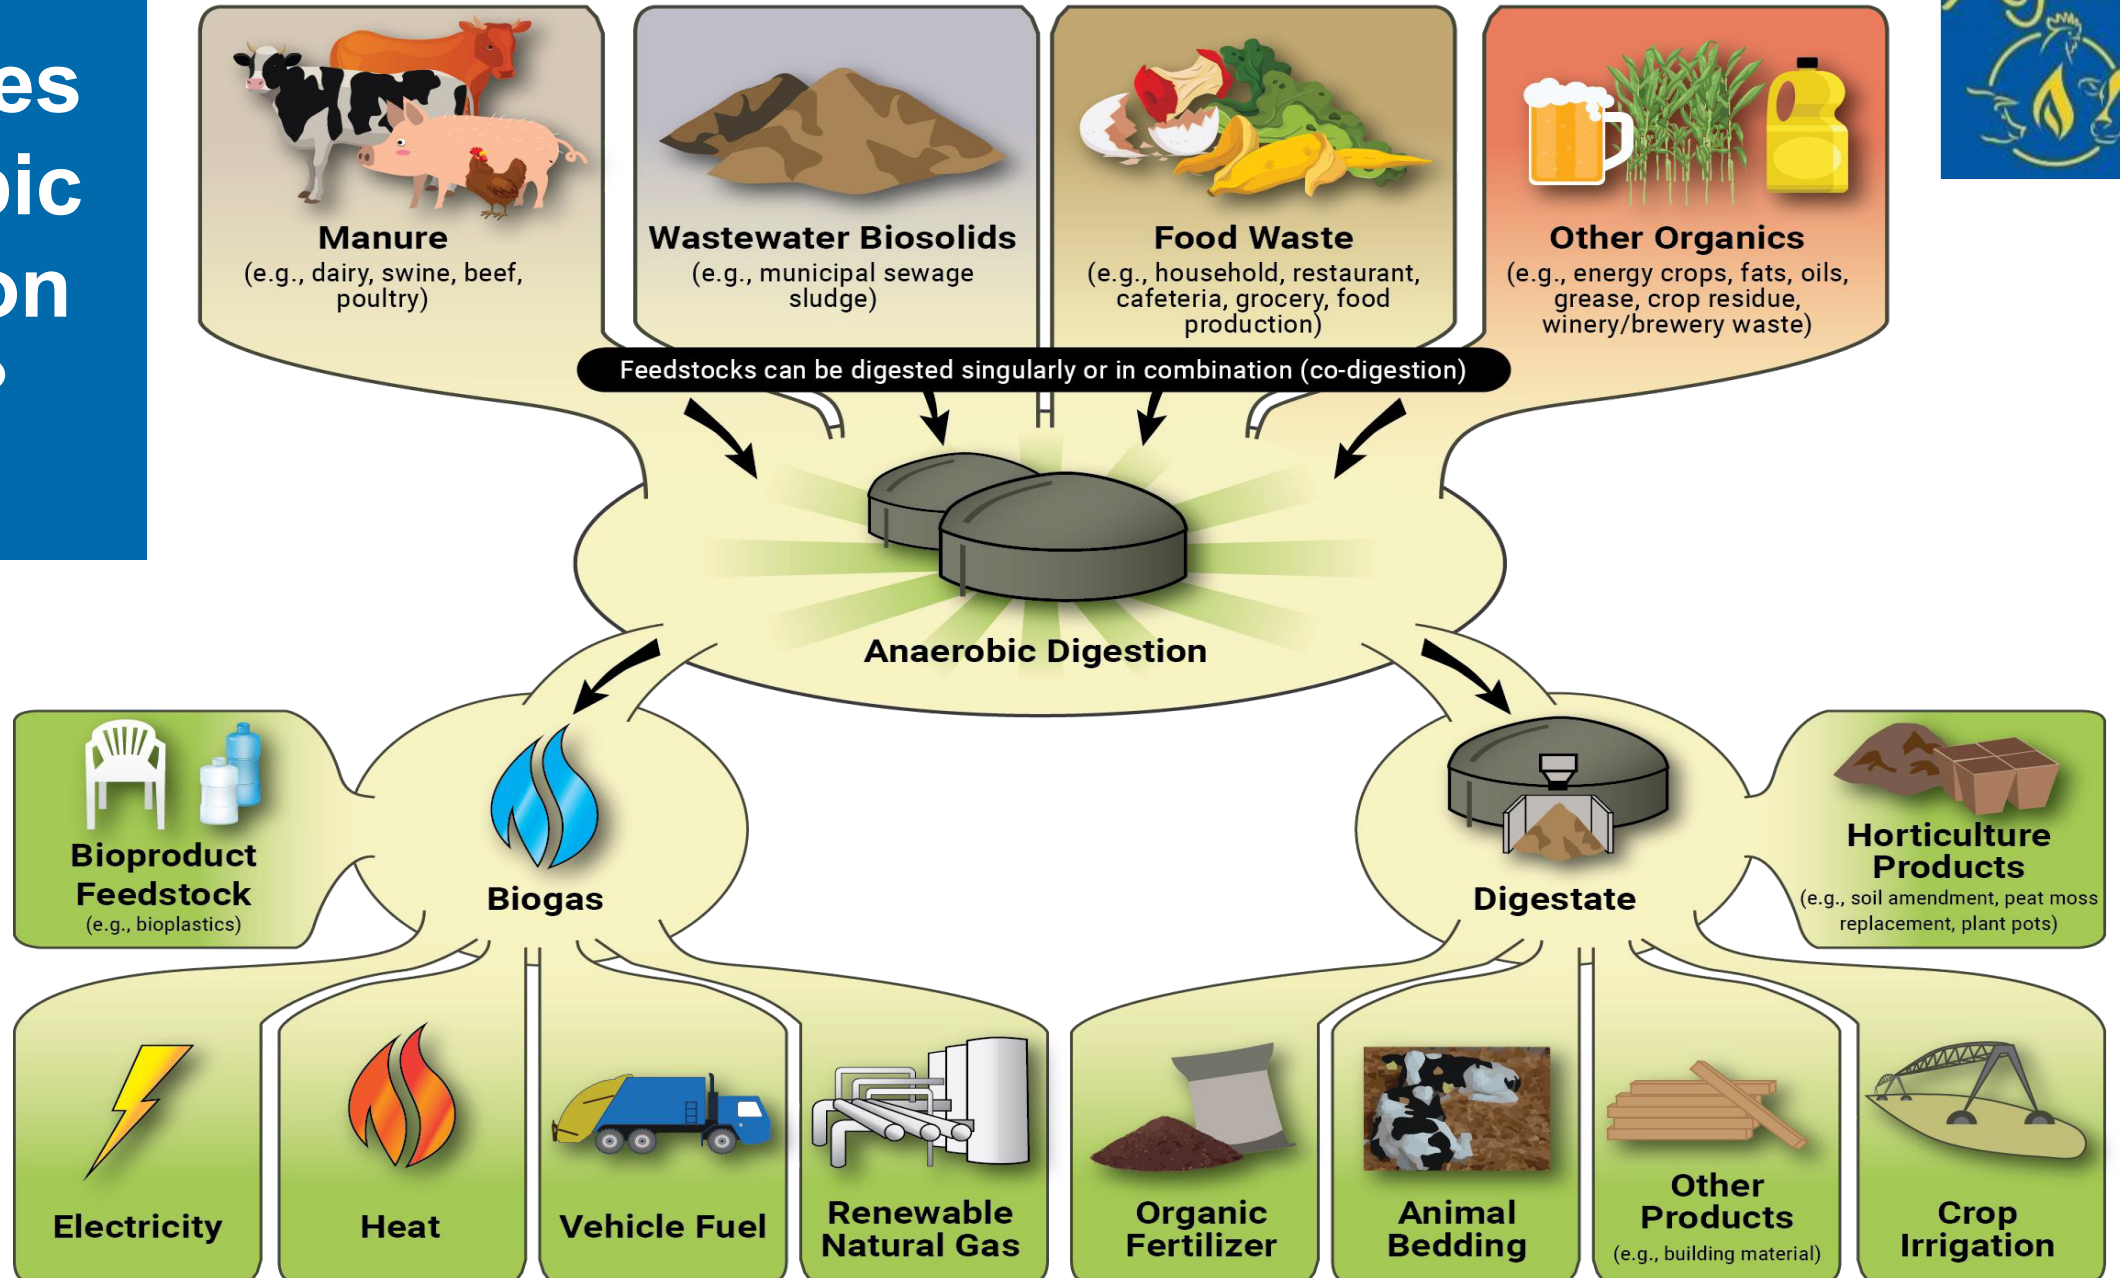 es
bic
on
?
Manure
(e.g., dairy, swine, beef,
poultry)
Wastewater Biosolids
(e.g., municipal sewage
sludge)
Food Waste
(e.g., household, restaurant,
cafeteria, grocery, food
production)
Other Organics
(e.g., energy crops, fats, oils,
grease, crop residue,
winery/brewery waste)
Feedstocks can be digested singularly or in combination (co-digestion)
Anaerobic Digestion
Bioproduct
Feedstock
(e.g., bioplastics)
Biogas
Digestate
Horticulture
Products
(e.g., soil amendment, peat moss
replacement, plant pots)
Electricity
Heat
Vehicle Fuel
Renewable
Natural Gas
Organic
Fertilizer
Animal
Bedding
Other
Products
(e.g., building material)
Crop
Irrigation